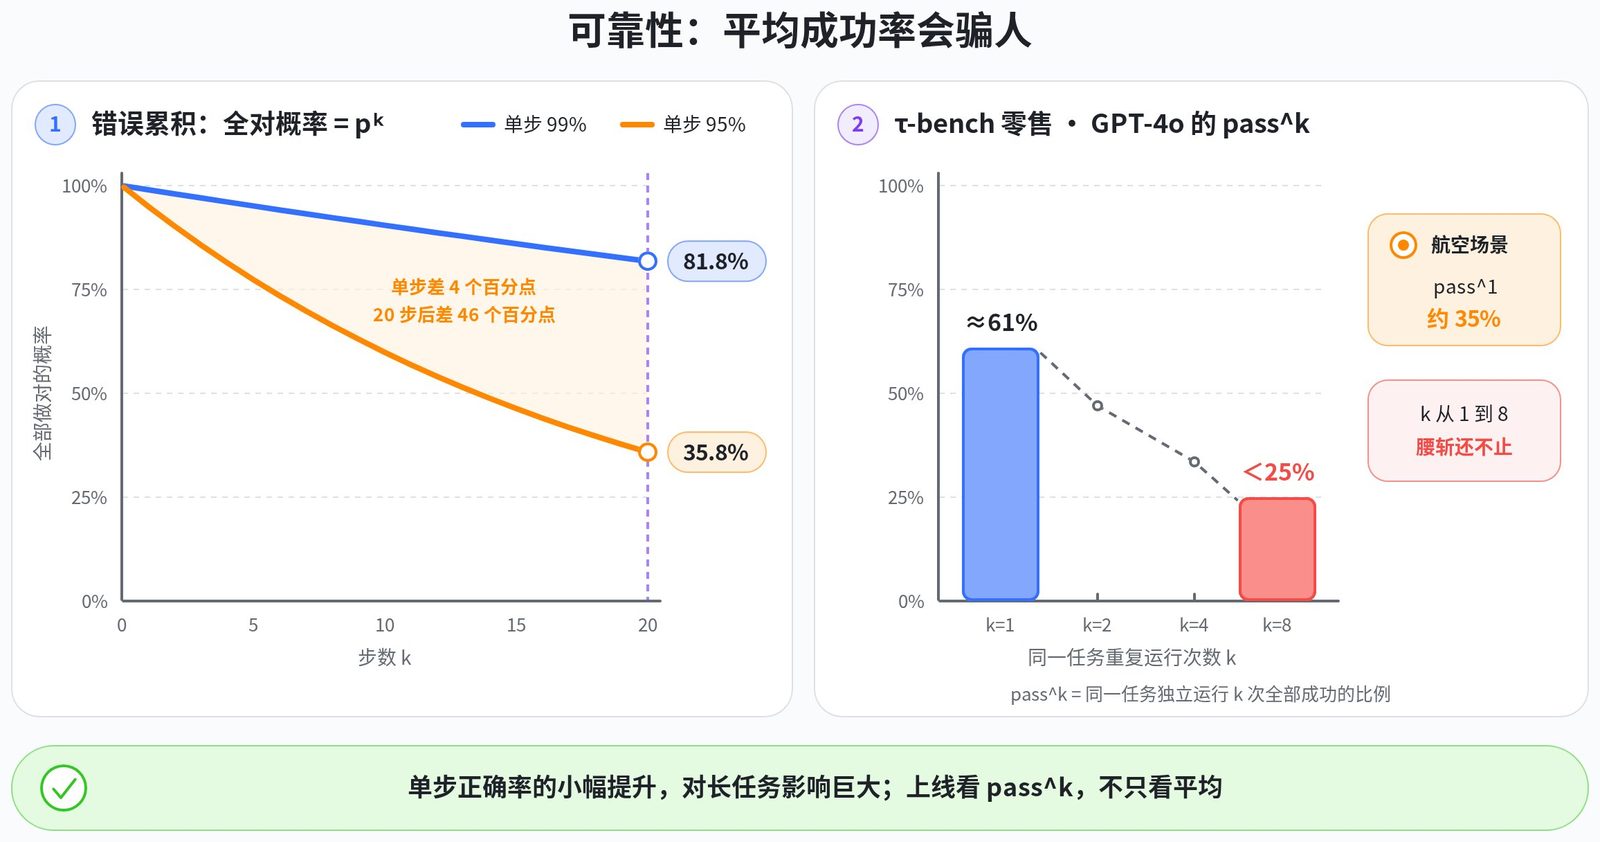 可靠性：平均成功率会骗人
1 错误累积：全对概率 = pᵏ
单步 99%
单步 95%
100%
75%
50%
25%
0%
全部做对的概率
单步差 4 个百分点
20 步后差 46 个百分点
81.8%
35.8%
0 5 10 15 20
步数 k
2 τ-bench 零售 · GPT-4o 的 pass^k
100%
75%
50%
25%
0%
≈61%
<25%
k=1 k=2 k=4 k=8
同一任务重复运行次数 k
pass^k = 同一任务独立运行 k 次全部成功的比例
航空场景
pass^1
约 35%
k 从 1 到 8
腰斩还不止
单步正确率的小幅提升，对长任务影响巨大；上线看 pass^k，不只看平均